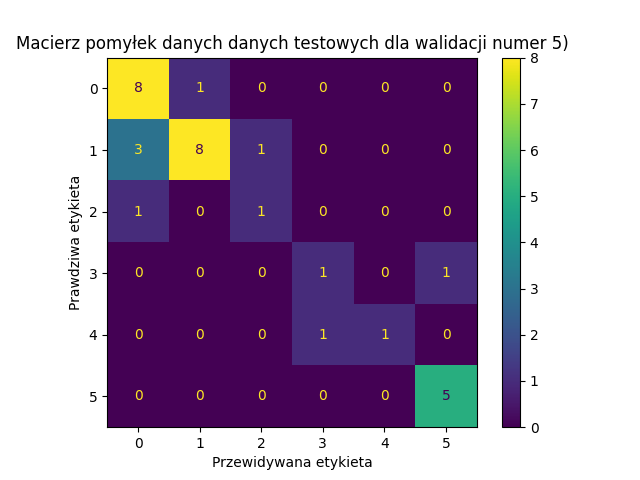 Macierz pomyłek danych danych testowych dla walidacji numer 5)
0 8 1 0 0 0 0
1 3 8 1 0 0 0
2 1 0 1 0 0 0
3 0 0 0 1 0 1
4 0 0 0 1 1 0
5 0 0 0 0 0 5
0 1 2 3 4 5
Przewidywana etykieta
Prawdziwa etykieta
8
7
6
5
4
3
2
1
0